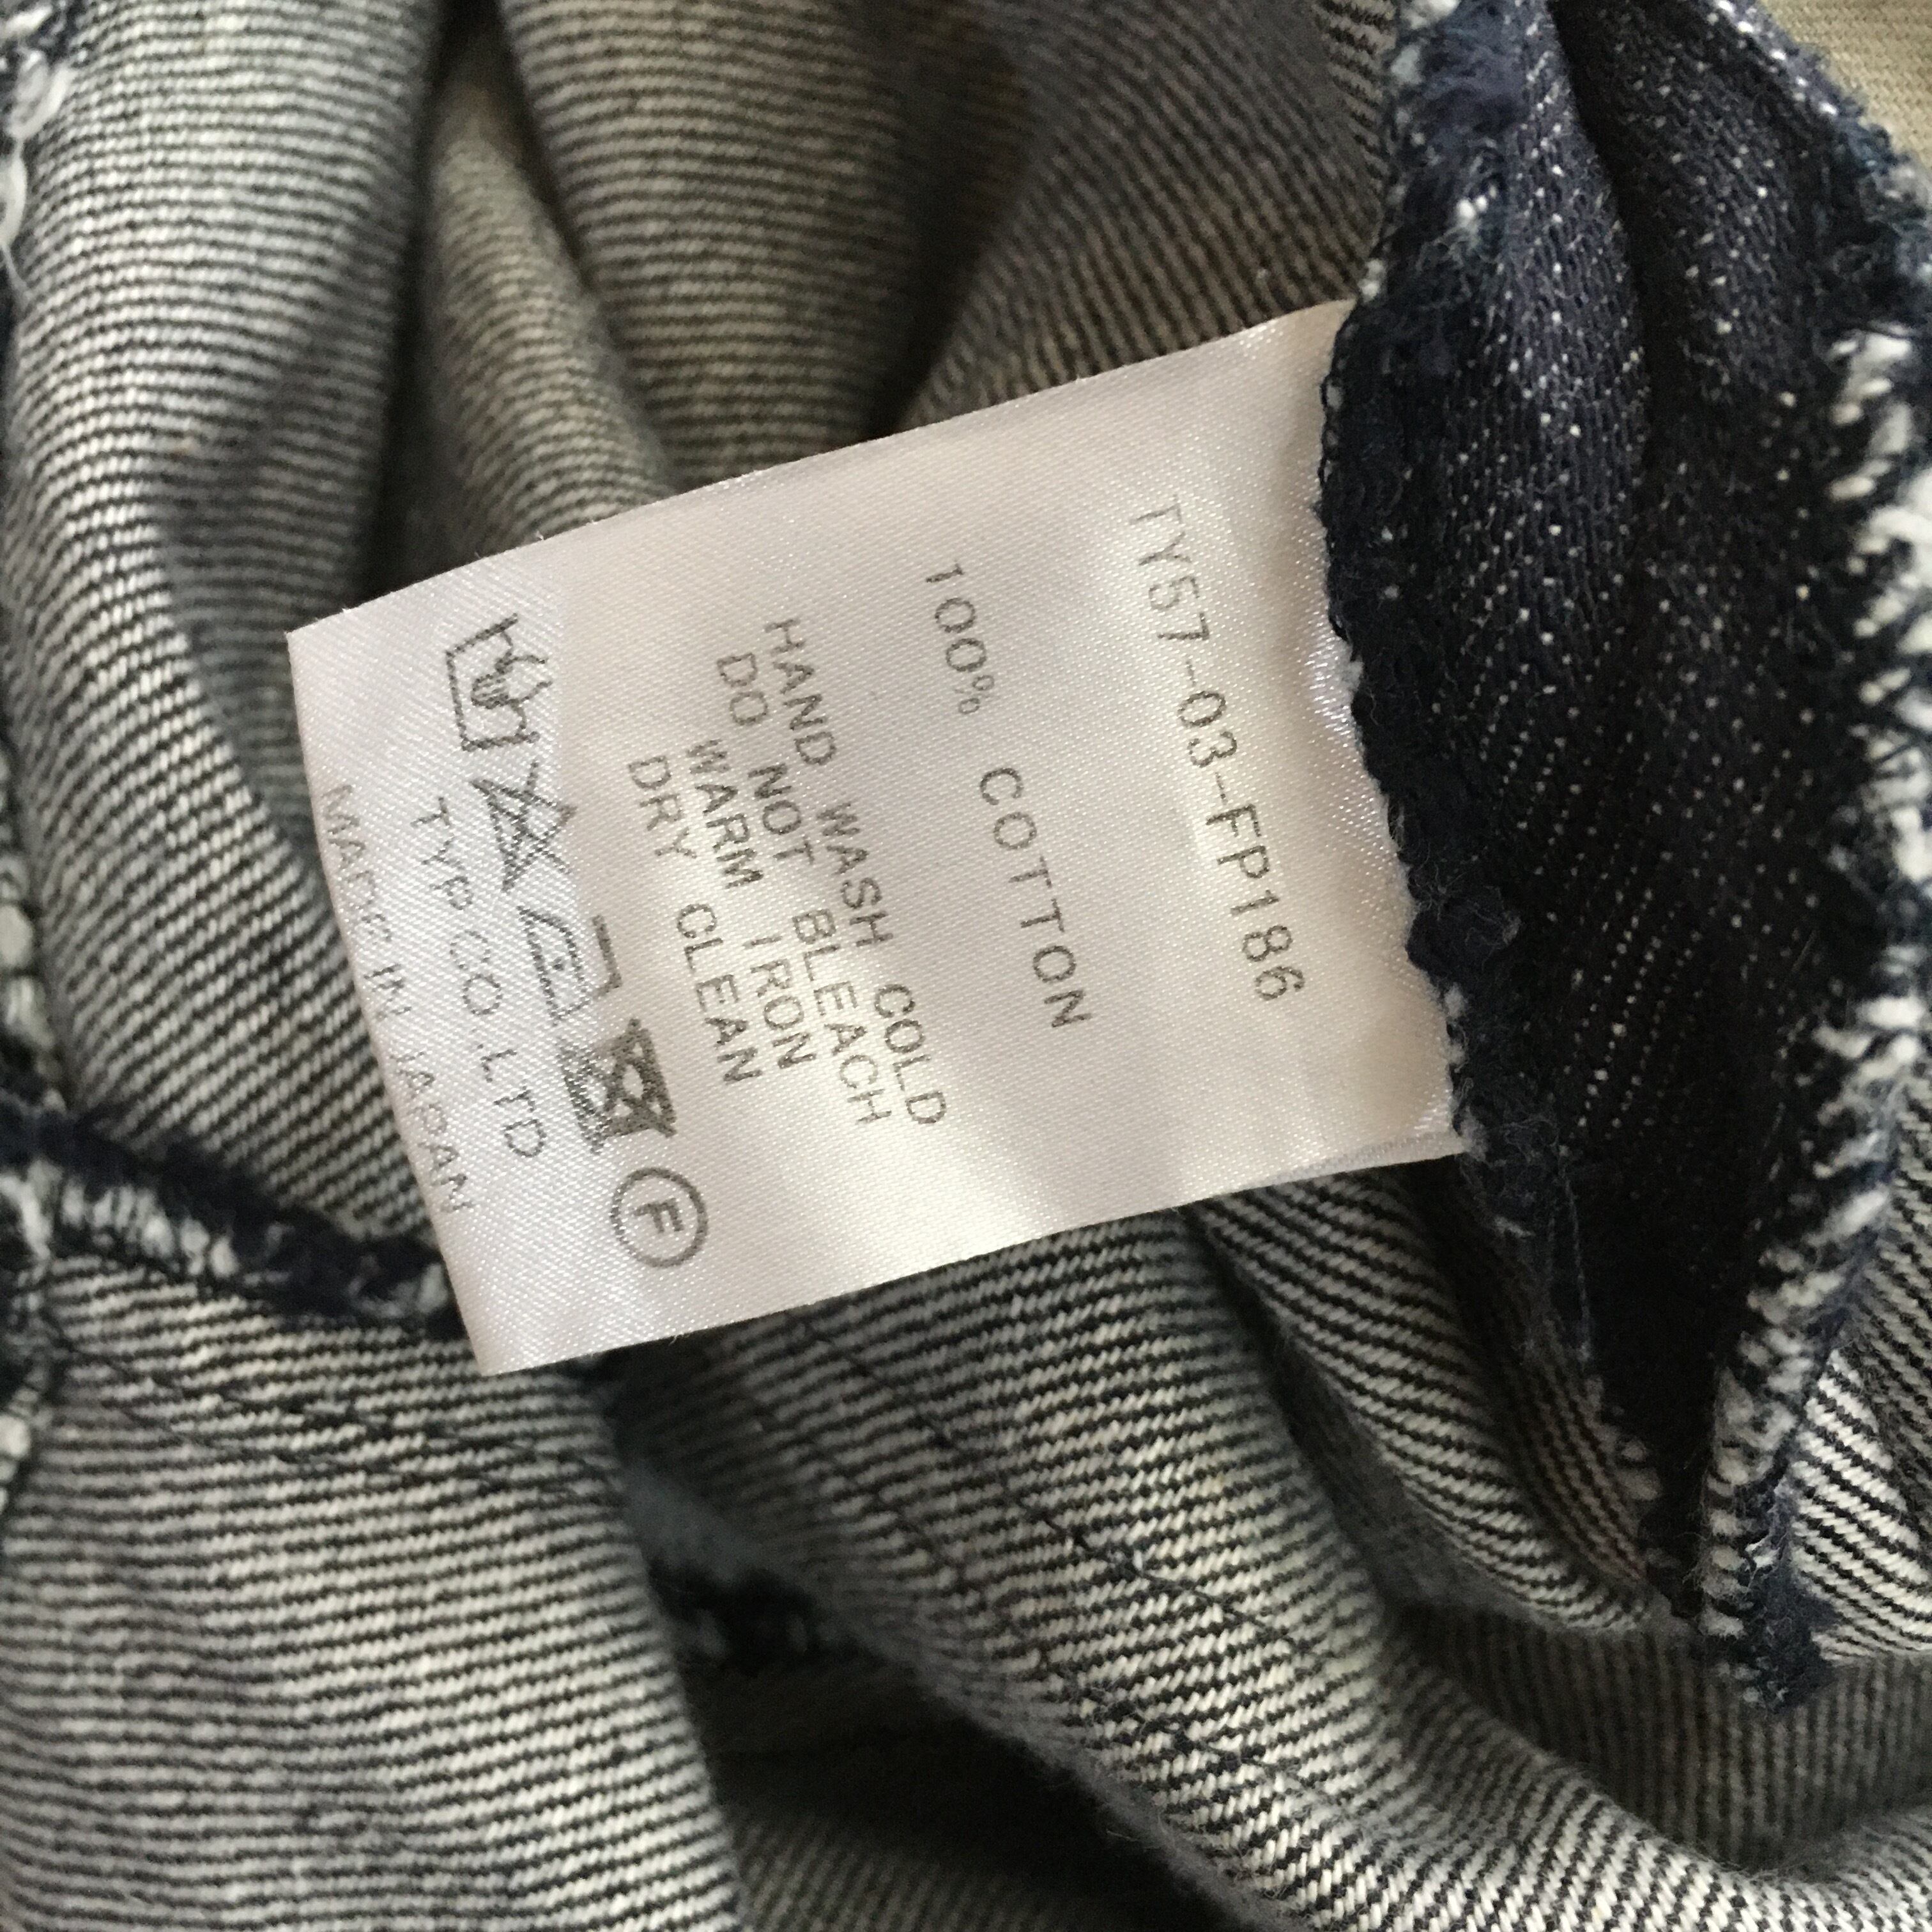 TY57-03-FP186
100% COTTON
HAND WASH COLD
DO NOT BLEACH
WARM IRON
DRY CLEAN
F
TYP CO.LTD
MADE IN JAPAN